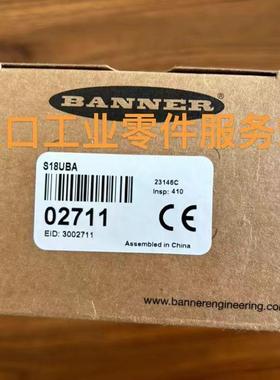 BANNER
口工业零件服务
S18UBA
23146C
Insp: 410
02711
CE
EID: 3002711
Assembled in China
www.bannerengineering.